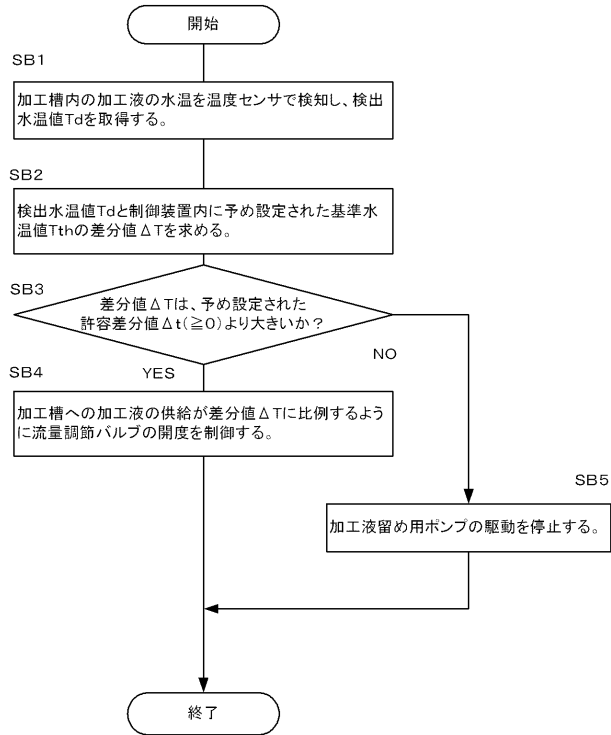 開始
SB1
加工槽内の加工液の水温を温度センサで検知し、検出
水温値Tdを取得する。
SB2
検出水温値Tdと制御装置内に予め設定された基準水
温値Tthの差分値ΔTを求める。
SB3
差分値ΔTは、予め設定された
許容差分値Δt(≧0)より大きいか？
NO
SB4
YES
加工槽への加工液の供給が差分値ΔTに比例するよう
に流量調節バルブの開度を制御する。
SB5
加工液留め用ポンプの駆動を停止する。
終了